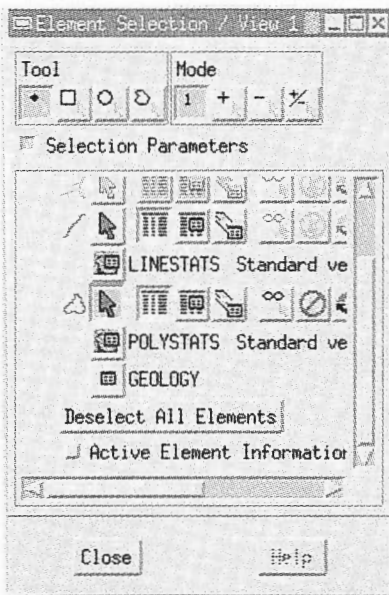 Element Selection / View 1
Tool Mode
1 + - +/-
Selection Parameters
LINESTATS Standard ve
POLYSTATS Standard ve
GEOLOGY
Deselect All Elements
Active Element Information
Close Help